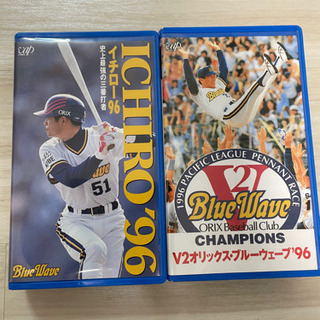 vap
ICHIRO '96
イチロー'96
史上最強の三番打者
ORIX
51
Blue Wave
vap
1996 PACIFIC LEAGUE PENNANT RACE
V2
Blue Wave
ORIX Baseball Club
CHAMPIONS
V2オリックス・ブルーウェーブ'96